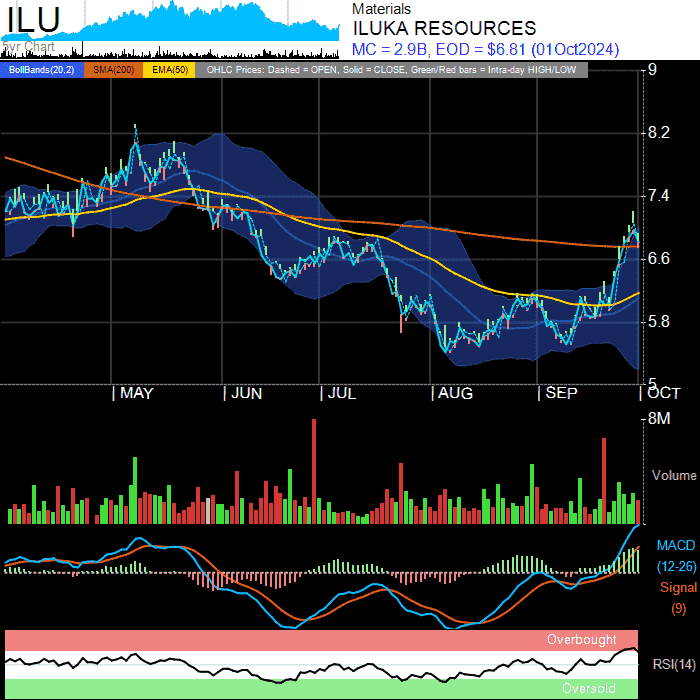 ILU
5yr Chart
Materials
ILUKA RESOURCES
MC = 2.9B, EOD = $6.81 (01Oct2024)
BollBands(20,2) SMA(200) EMA(50) OHLC Prices: Dashed = OPEN, Solid = CLOSE, Green/Red bars = Intra-day HIGH/LOW
9
8.2
7.4
6.6
5.8
5
MAY JUN JUL AUG SEP OCT
8M
Volume
MACD
(12-26)
Signal
(9)
Overbought
RSI(14)
Oversold